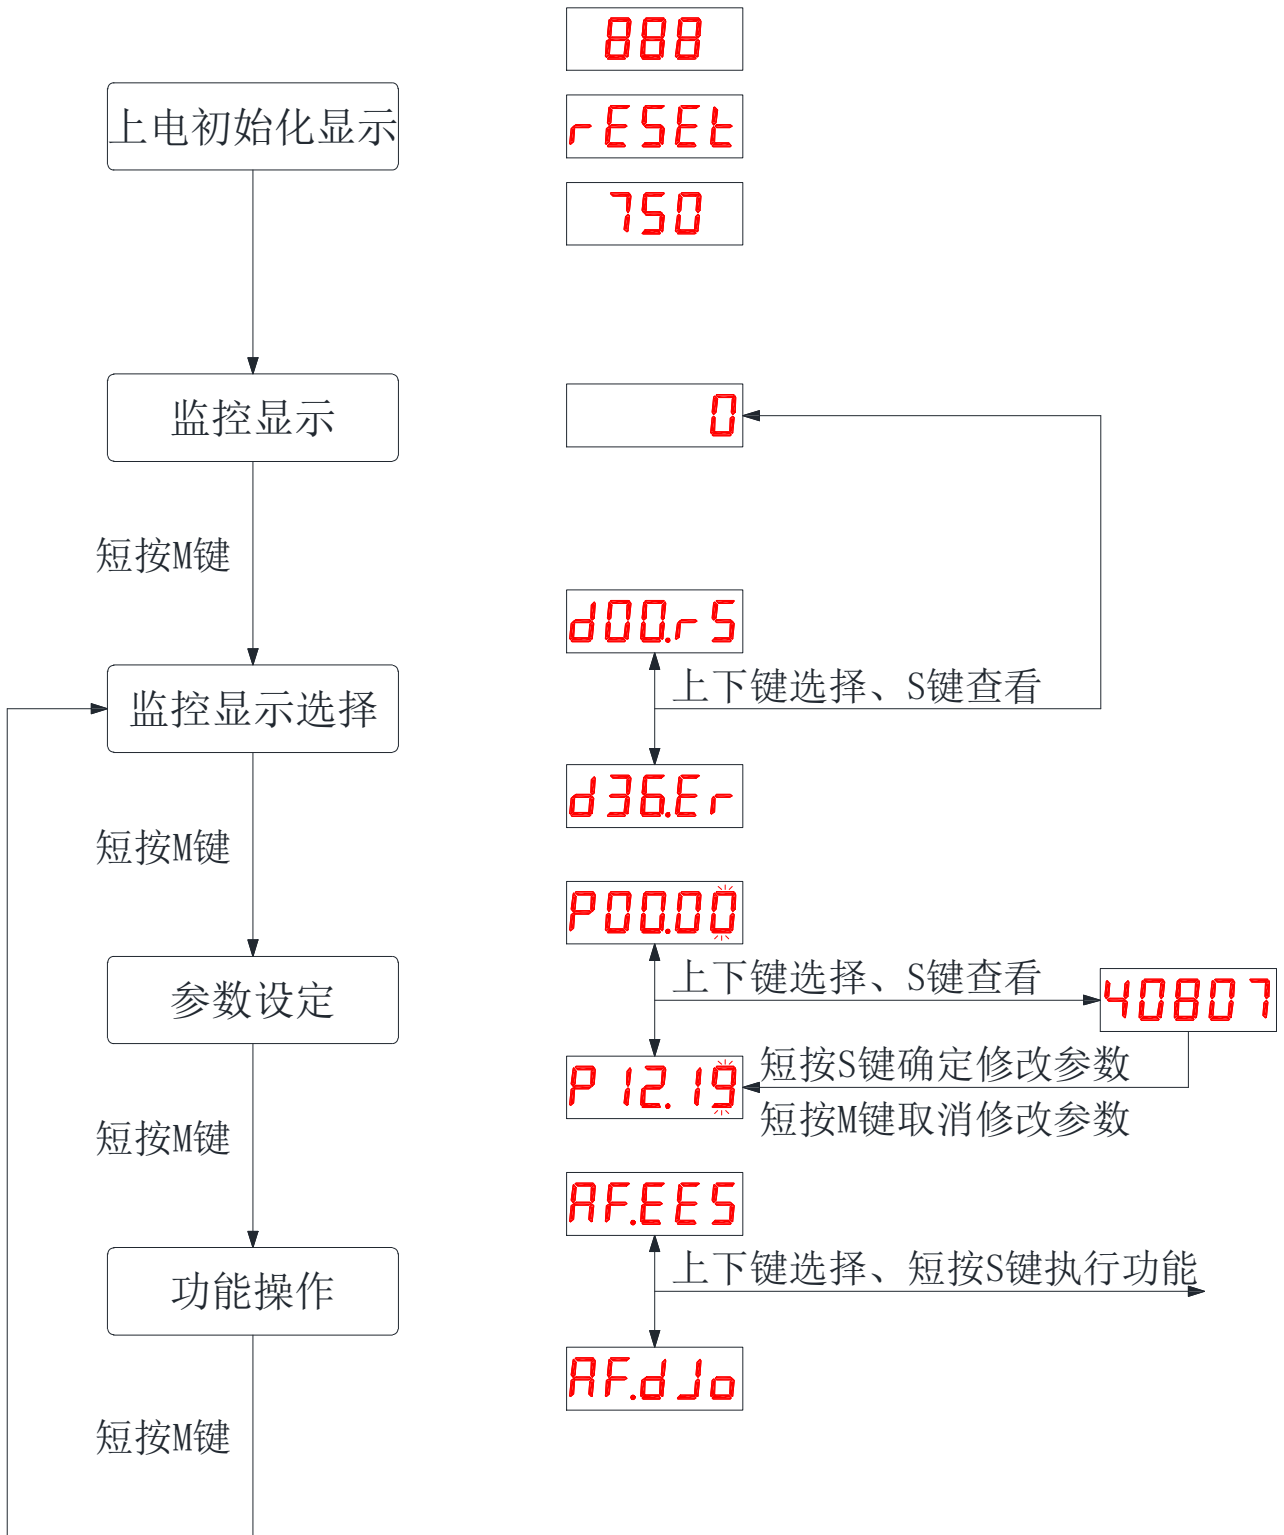 888
上电初始化显示
rESEt
750
监控显示
0
短按M键
d00.rS
上下键选择、S键查看
监控显示选择
d36.Er
短按M键
P00.00
上下键选择、S键查看
参数设定
40807
短按S键确定修改参数
P12.19
短按M键取消修改参数
短按M键
AF.EES
功能操作
上下键选择、短按S键执行功能
AF.dJo
短按M键